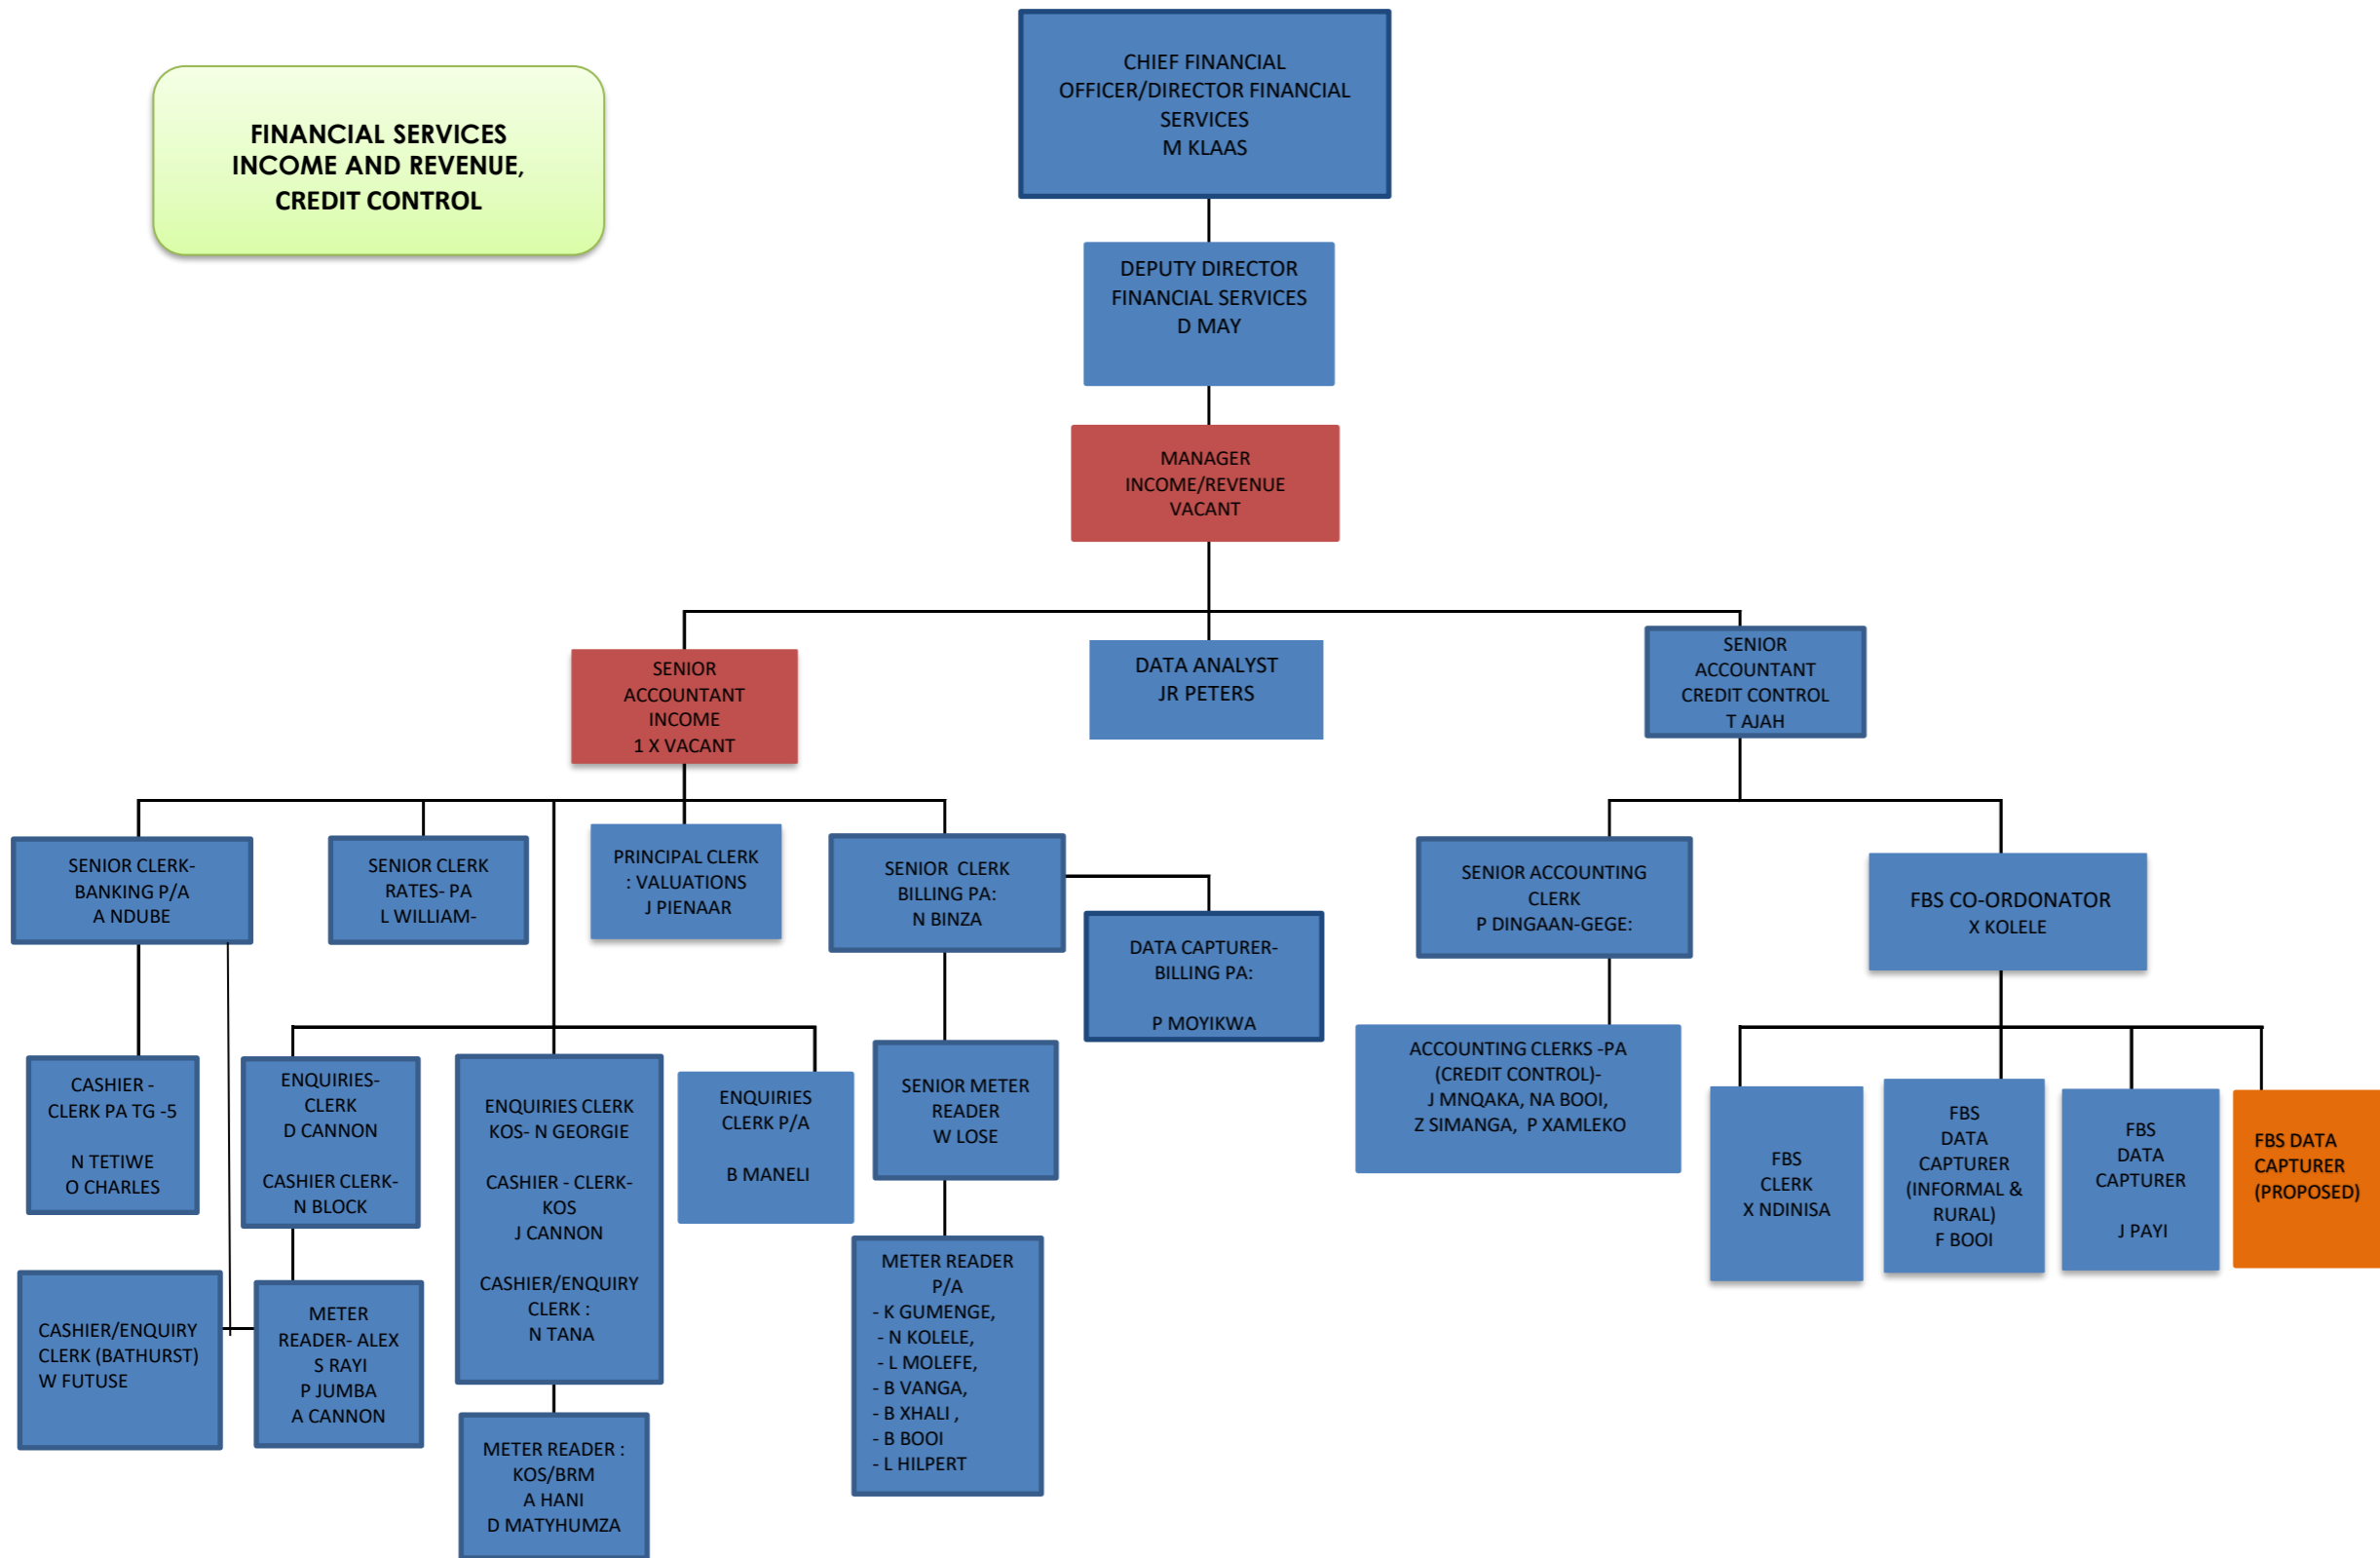 FINANCIAL SERVICES
INCOME AND REVENUE,
CREDIT CONTROL
CHIEF FINANCIAL
OFFICER/DIRECTOR FINANCIAL
SERVICES
M KLAAS
DEPUTY DIRECTOR
FINANCIAL SERVICES
D MAY
MANAGER
INCOME/REVENUE
VACANT
SENIOR
ACCOUNTANT
INCOME
1 X VACANT
DATA ANALYST
JR PETERS
SENIOR
ACCOUNTANT
CREDIT CONTROL
T AJAH
SENIOR CLERK-
BANKING P/A
A NDUBE
SENIOR CLERK
RATES- PA
L WILLIAM-
PRINCIPAL CLERK
: VALUATIONS
J PIENAAR
SENIOR CLERK
BILLING PA:
N BINZA
DATA CAPTURER-
BILLING PA:
P MOYIKWA
SENIOR ACCOUNTING
CLERK
P DINGAAN-GEGE:
FBS CO-ORDONATOR
X KOLELE
CASHIER -
CLERK PA TG -5
N TETIWE
O CHARLES
ENQUIRIES-
CLERK
D CANNON
CASHIER CLERK-
N BLOCK
ENQUIRIES CLERK
KOS- N GEORGIE
CASHIER - CLERK-
KOS
J CANNON
CASHIER/ENQUIRY
CLERK :
N TANA
ENQUIRIES
CLERK P/A
B MANELI
SENIOR METER
READER
W LOSE
ACCOUNTING CLERKS -PA
(CREDIT CONTROL)-
J MNQAKA, NA BOOI,
Z SIMANGA, P XAMLEKO
FBS
CLERK
X NDINISA
FBS
DATA
CAPTURER
(INFORMAL &
RURAL)
F BOOI
FBS
DATA
CAPTURER
J PAYI
FBS DATA
CAPTURER
(PROPOSED)
CASHIER/ENQUIRY
CLERK (BATHURST)
W FUTUSE
METER
READER- ALEX
S RAYI
P JUMBA
A CANNON
METER READER :
KOS/BRM
A HANI
D MATYHUMZA
METER READER
P/A
- K GUMENGE,
- N KOLELE,
- L MOLEFE,
- B VANGA,
- B XHALI ,
- B BOOI
- L HILPERT